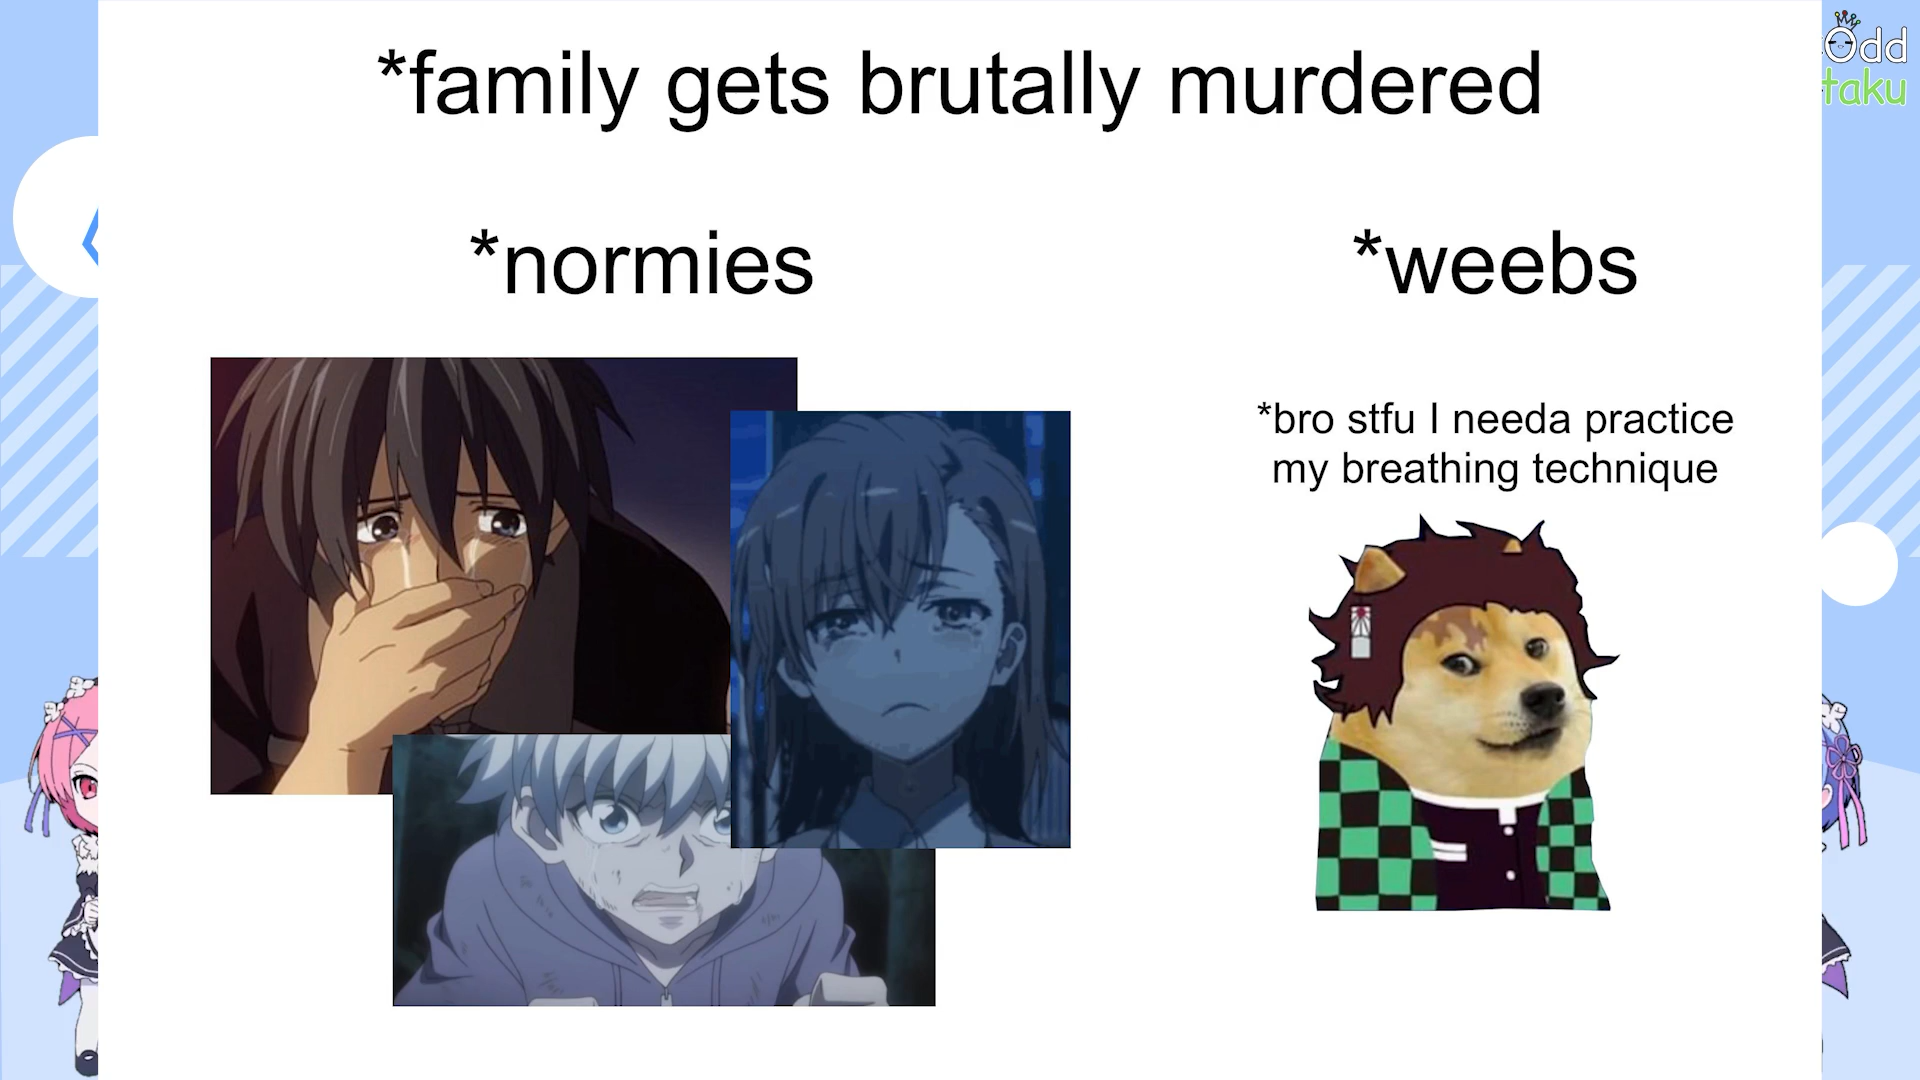 *family gets brutally murdered
*normies
*weebs
*bro stfu I needa practice
my breathing technique
Odd
taku